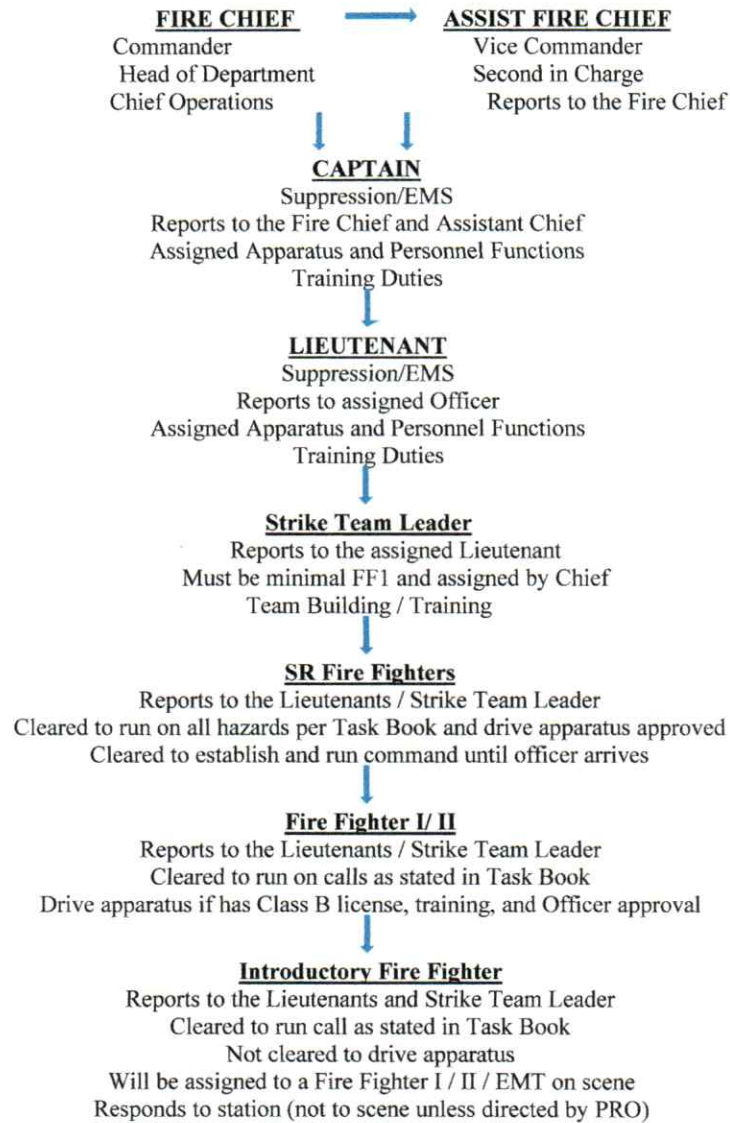 FIRE CHIEF ASSIST FIRE CHIEF
Commander Vice Commander
Head of Department Second in Charge
Chief Operations Reports to the Fire Chief
CAPTAIN
Suppression/EMS
Reports to the Fire Chief and Assistant Chief
Assigned Apparatus and Personnel Functions
Training Duties
LIEUTENANT
Suppression/EMS
Reports to assigned Officer
Assigned Apparatus and Personnel Functions
Training Duties
Strike Team Leader
Reports to the assigned Lieutenant
Must be minimal FF1 and assigned by Chief
Team Building / Training
SR Fire Fighters
Reports to the Lieutenants / Strike Team Leader
Cleared to run on all hazards per Task Book and drive apparatus approved
Cleared to establish and run command until officer arrives
Fire Fighter I/ II
Reports to the Lieutenants / Strike Team Leader
Cleared to run on calls as stated in Task Book
Drive apparatus if has Class B license, training, and Officer approval
Introductory Fire Fighter
Reports to the Lieutenants and Strike Team Leader
Cleared to run call as stated in Task Book
Not cleared to drive apparatus
Will be assigned to a Fire Fighter I / II / EMT on scene
Responds to station (not to scene unless directed by PRO)